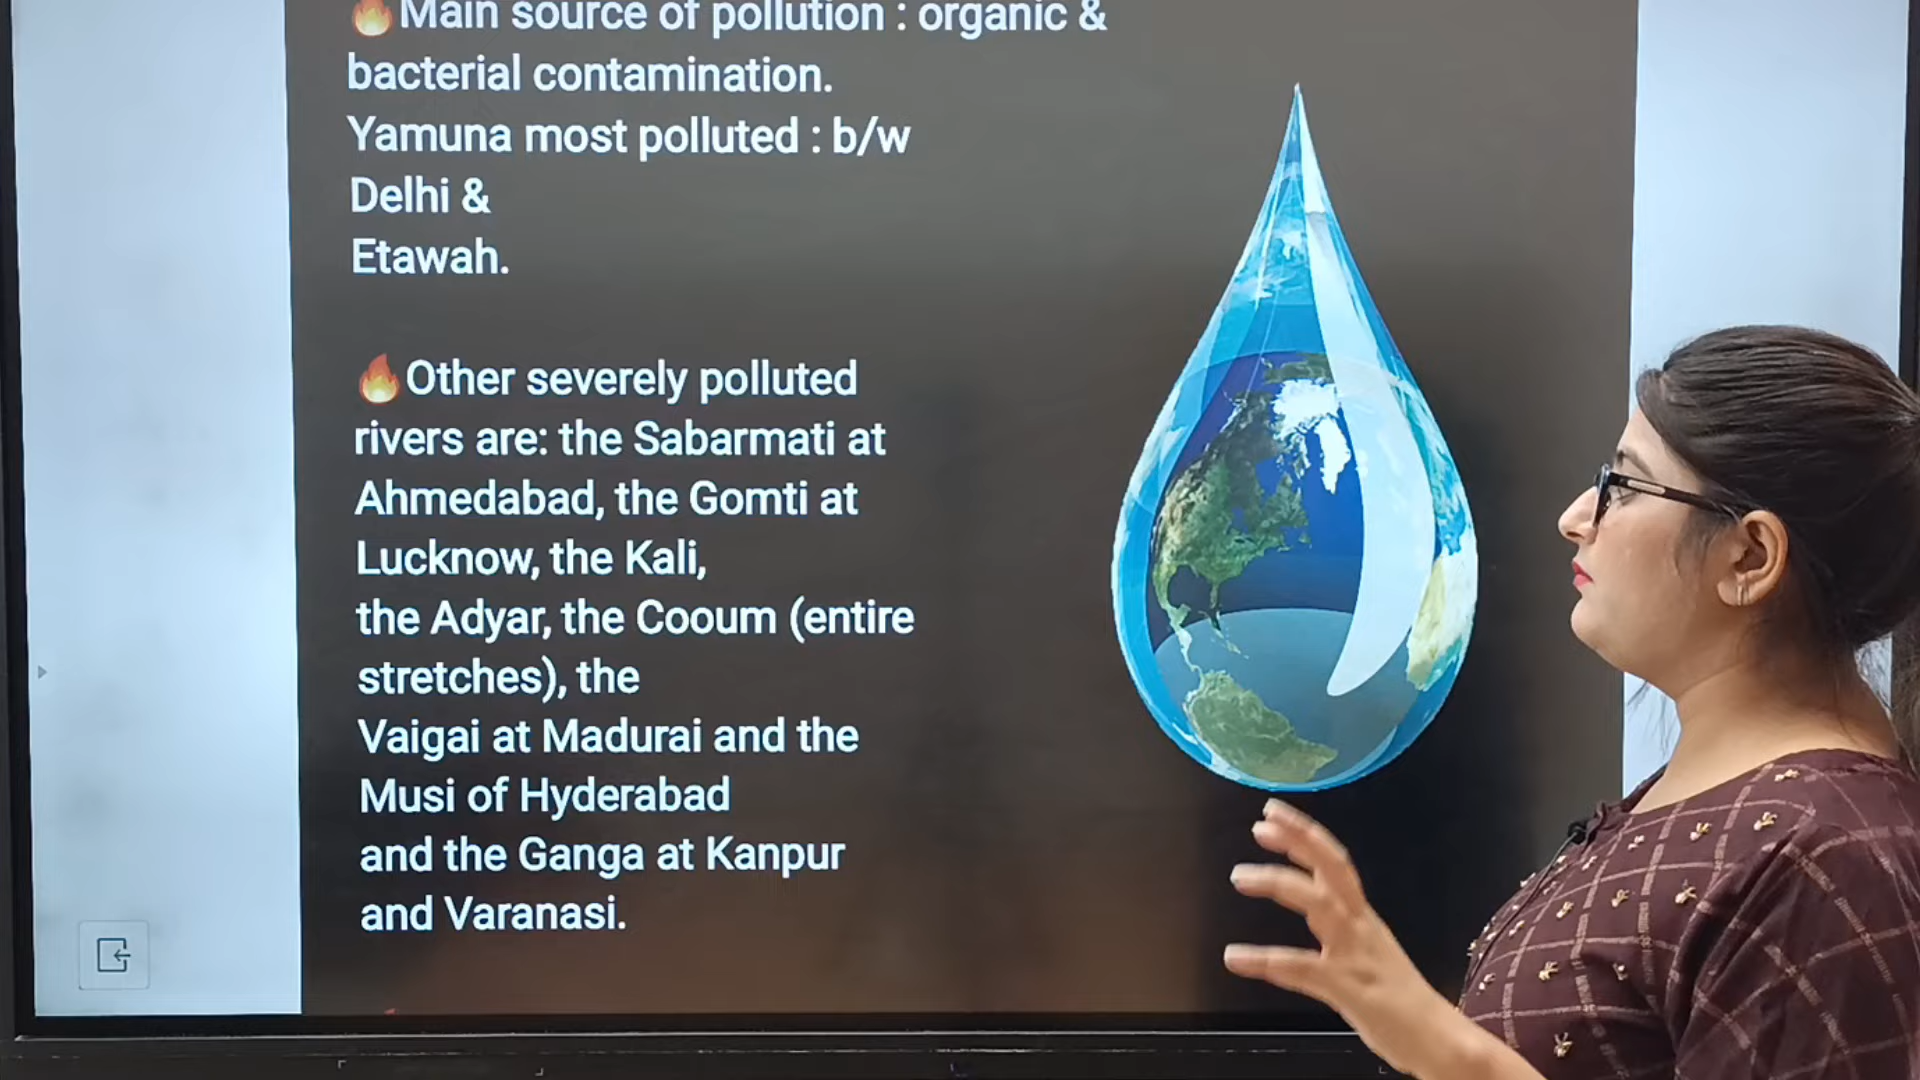 🔥Main source of pollution : organic &
bacterial contamination.
Yamuna most polluted : b/w
Delhi &
Etawah.
🔥Other severely polluted
rivers are: the Sabarmati at
Ahmedabad, the Gomti at
Lucknow, the Kali,
the Adyar, the Cooum (entire
stretches), the
Vaigai at Madurai and the
Musi of Hyderabad
and the Ganga at Kanpur
and Varanasi.